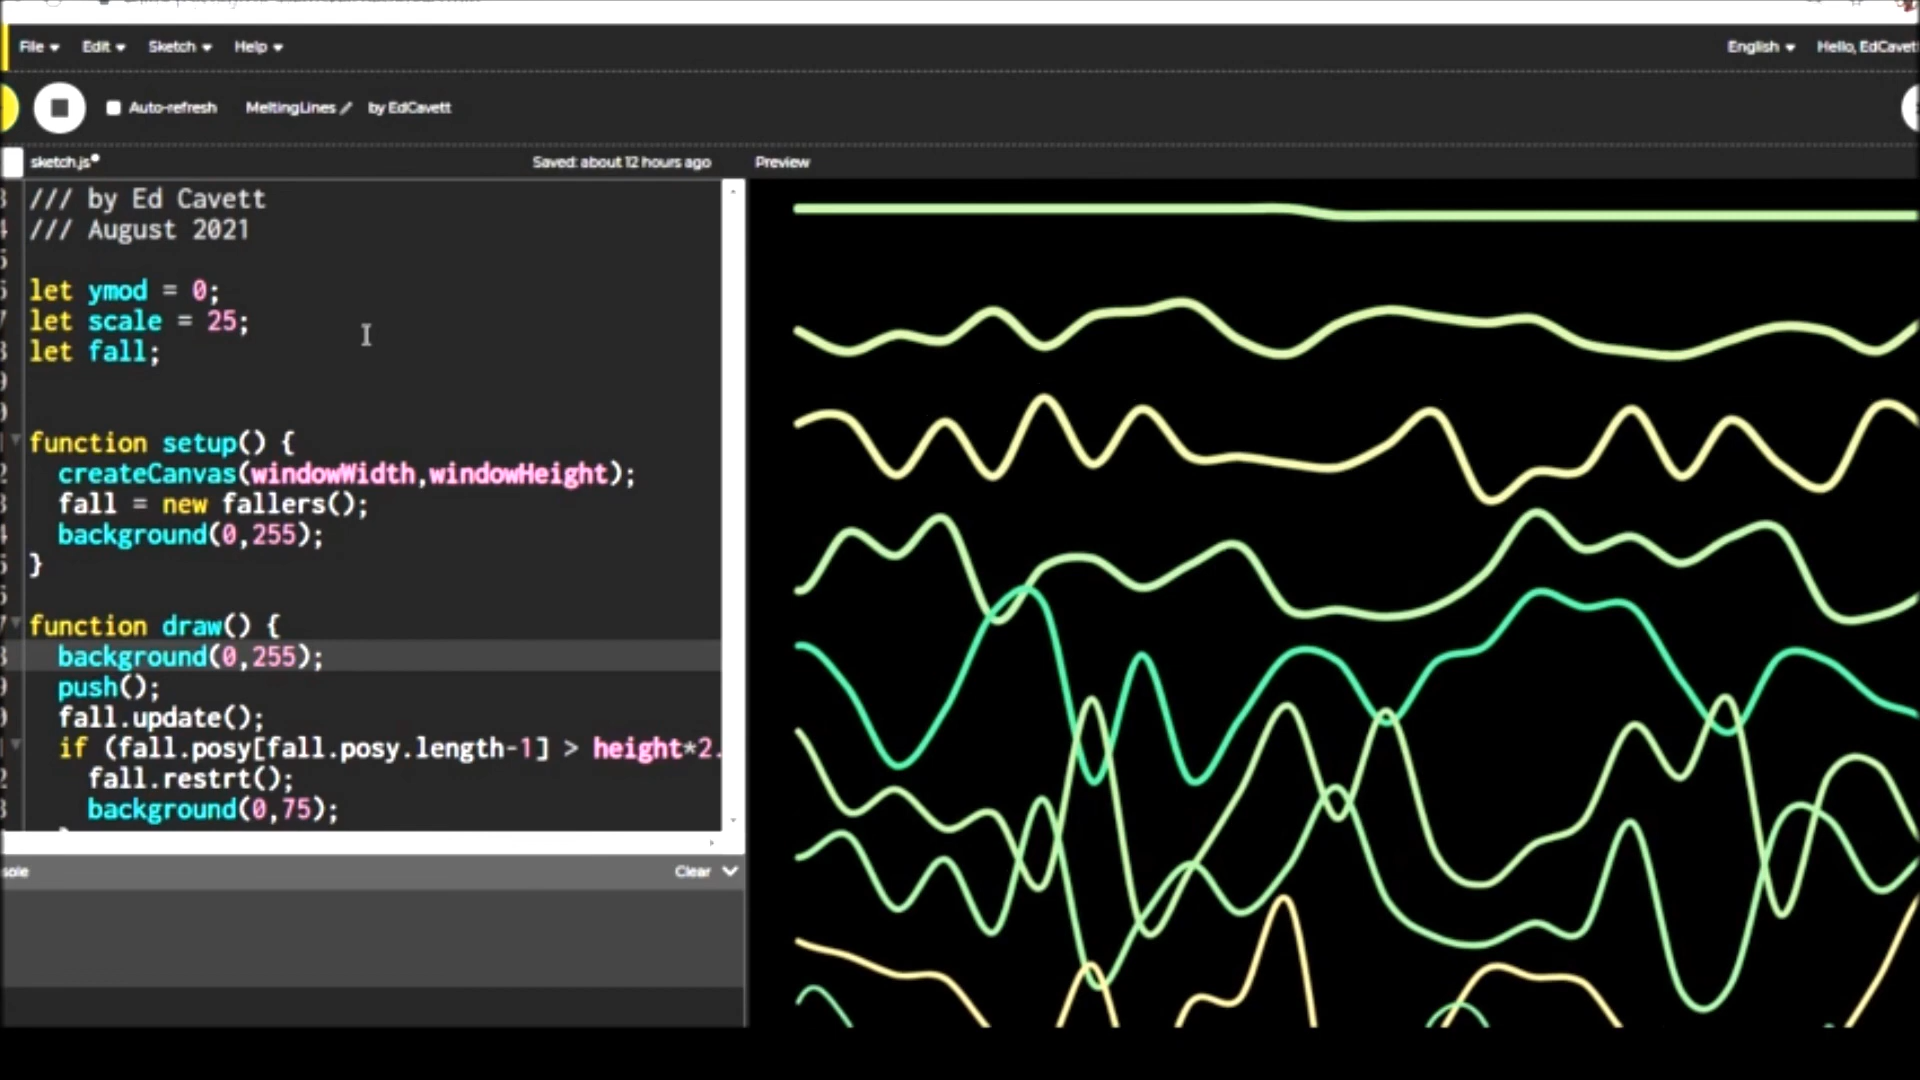 File Edit Sketch Help English Hello, EdCavet
Auto-refresh MeltingLines by EdCavett
sketch.js Saved: about 12 hours ago Preview
/// by Ed Cavett
/// August 2021
let ymod = 0;
let scale = 25;
let fall;
function setup() {
createCanvas(windowWidth,windowHeight);
fall = new fallers();
background(0,255);
}
function draw() {
background(0,255);
push();
fall.update();
if (fall.posy[fall.posy.length-1] > height*2.
fall.restrt();
background(0,75);
sole Clear